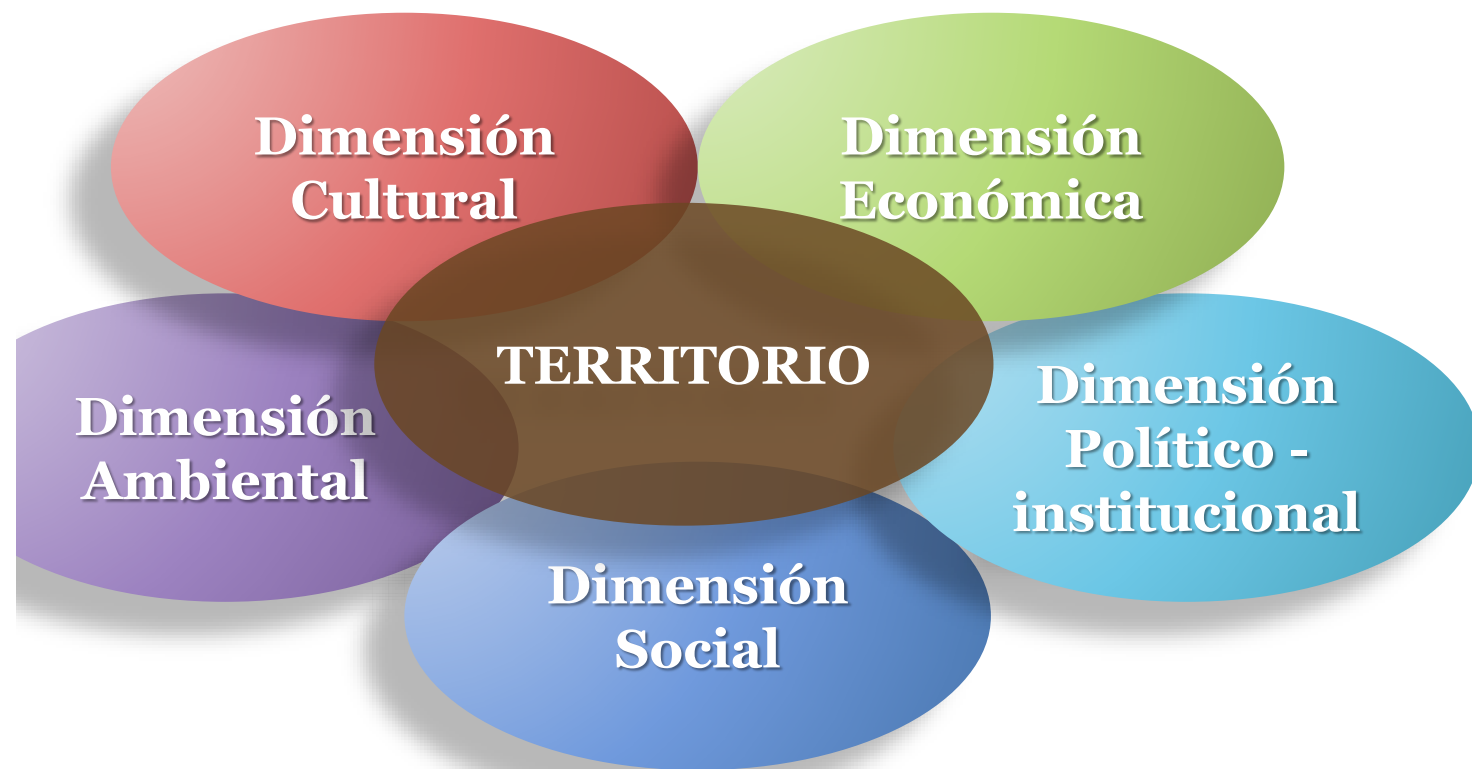 Dimensión
Cultural
Dimensión
Económica
TERRITORIO
Dimensión
Ambiental
Dimensión
Político -
institucional
Dimensión
Social